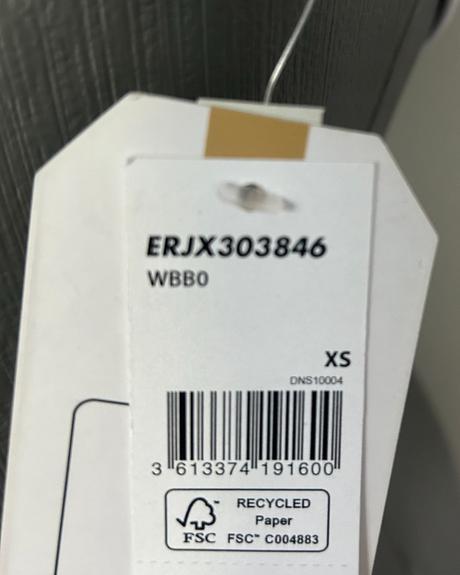 ERJX303846
WBB0
XS
DNS10004
3 613374 191600
RECYCLED
Paper
FSC™ C004883
FSC